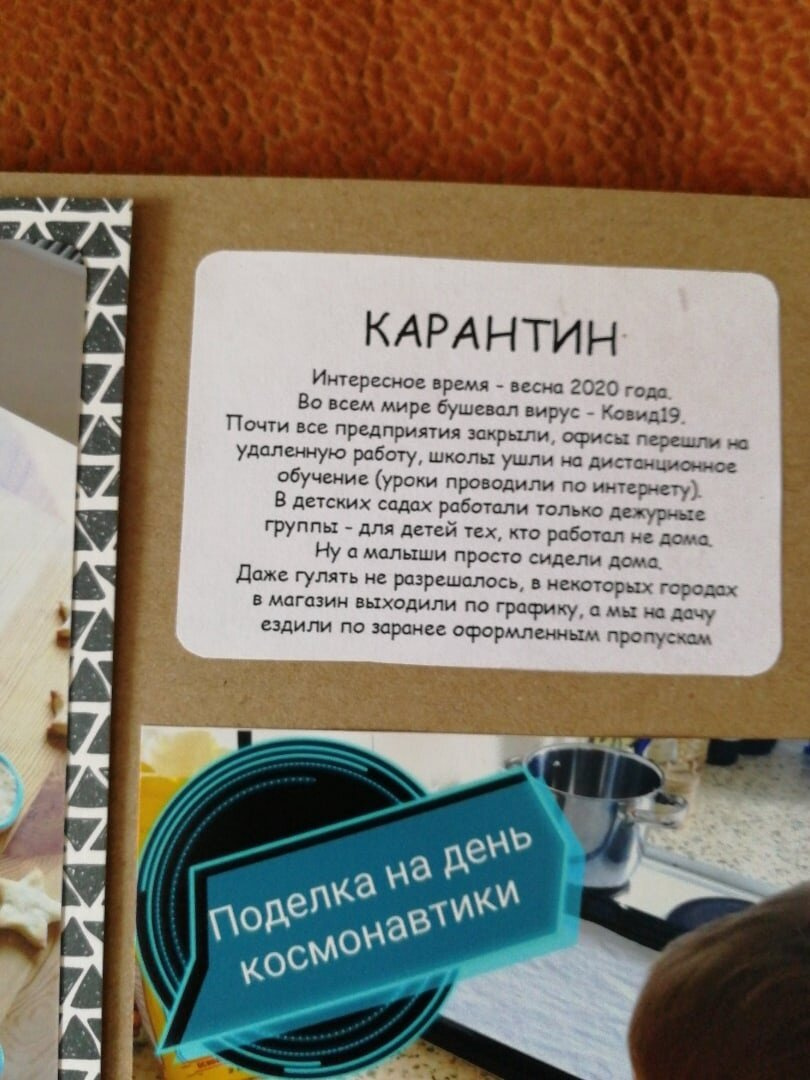 КАРАНТИН
Интересное время - весна 2020 года.
Во всем мире бушевал вирус - Ковид19.
Почти все предприятия закрыли, офисы перешли на
удаленную работу, школы ушли на дистанционное
обучение (уроки проводили по интернету).
В детских садах работали только дежурные
группы - для детей тех, кто работал не дома.
Ну а малыши просто сидели дома.
Даже гулять не разрешалось, в некоторых городах
в магазин выходили по графику, а мы на дачу
ездили по заранее оформленным пропускам
Поделка на день
космонавтики